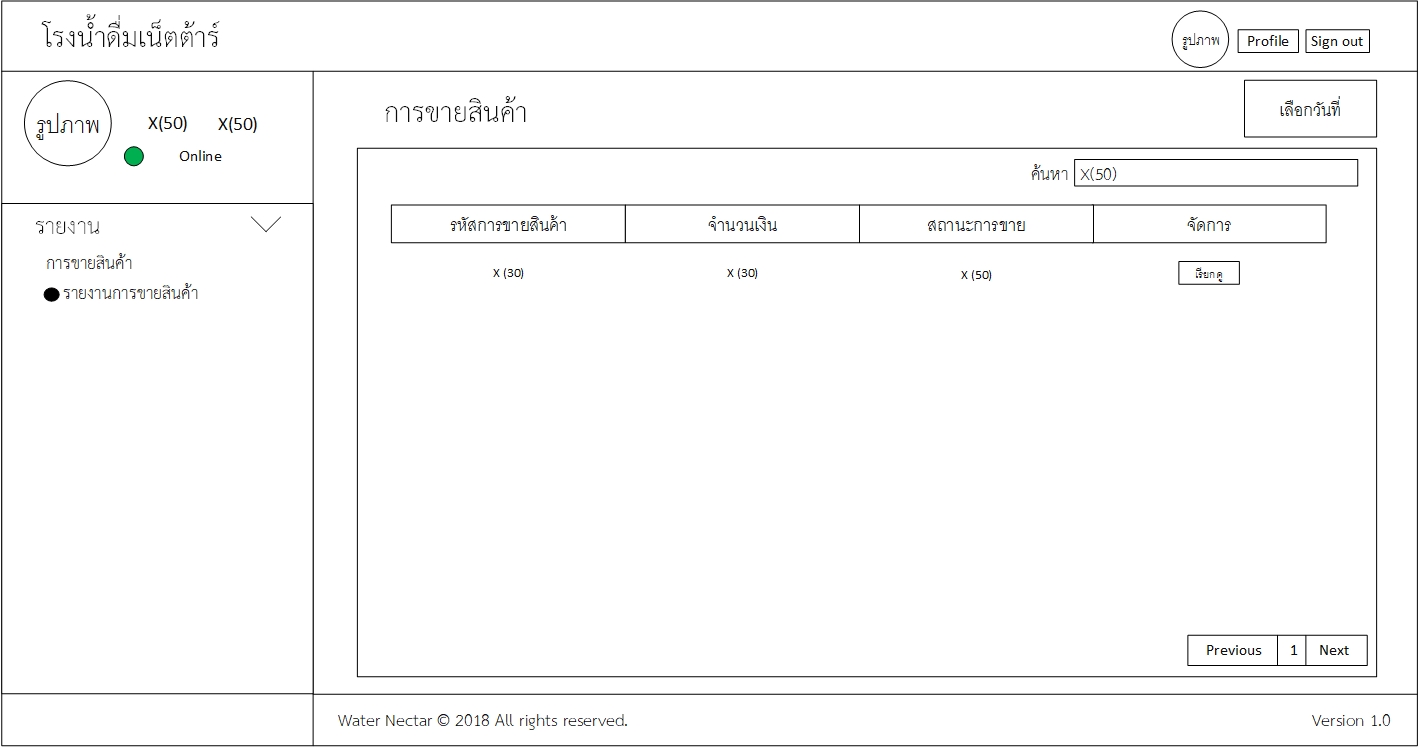 โรงน้ำดื่มเน็ตต้าร์
รูปภาพ Profile Sign out
รูปภาพ X(50) X(50)
Online
รายงาน
การขายสินค้า
รายงานการขายสินค้า
การขายสินค้า
เลือกวันที่
ค้นหา X(50)
รหัสการขายสินค้า จำนวนเงิน สถานะการขาย จัดการ
X (30) X (30) X (50) เรียกดู
Previous 1 Next
Water Nectar © 2018 All rights reserved. Version 1.0